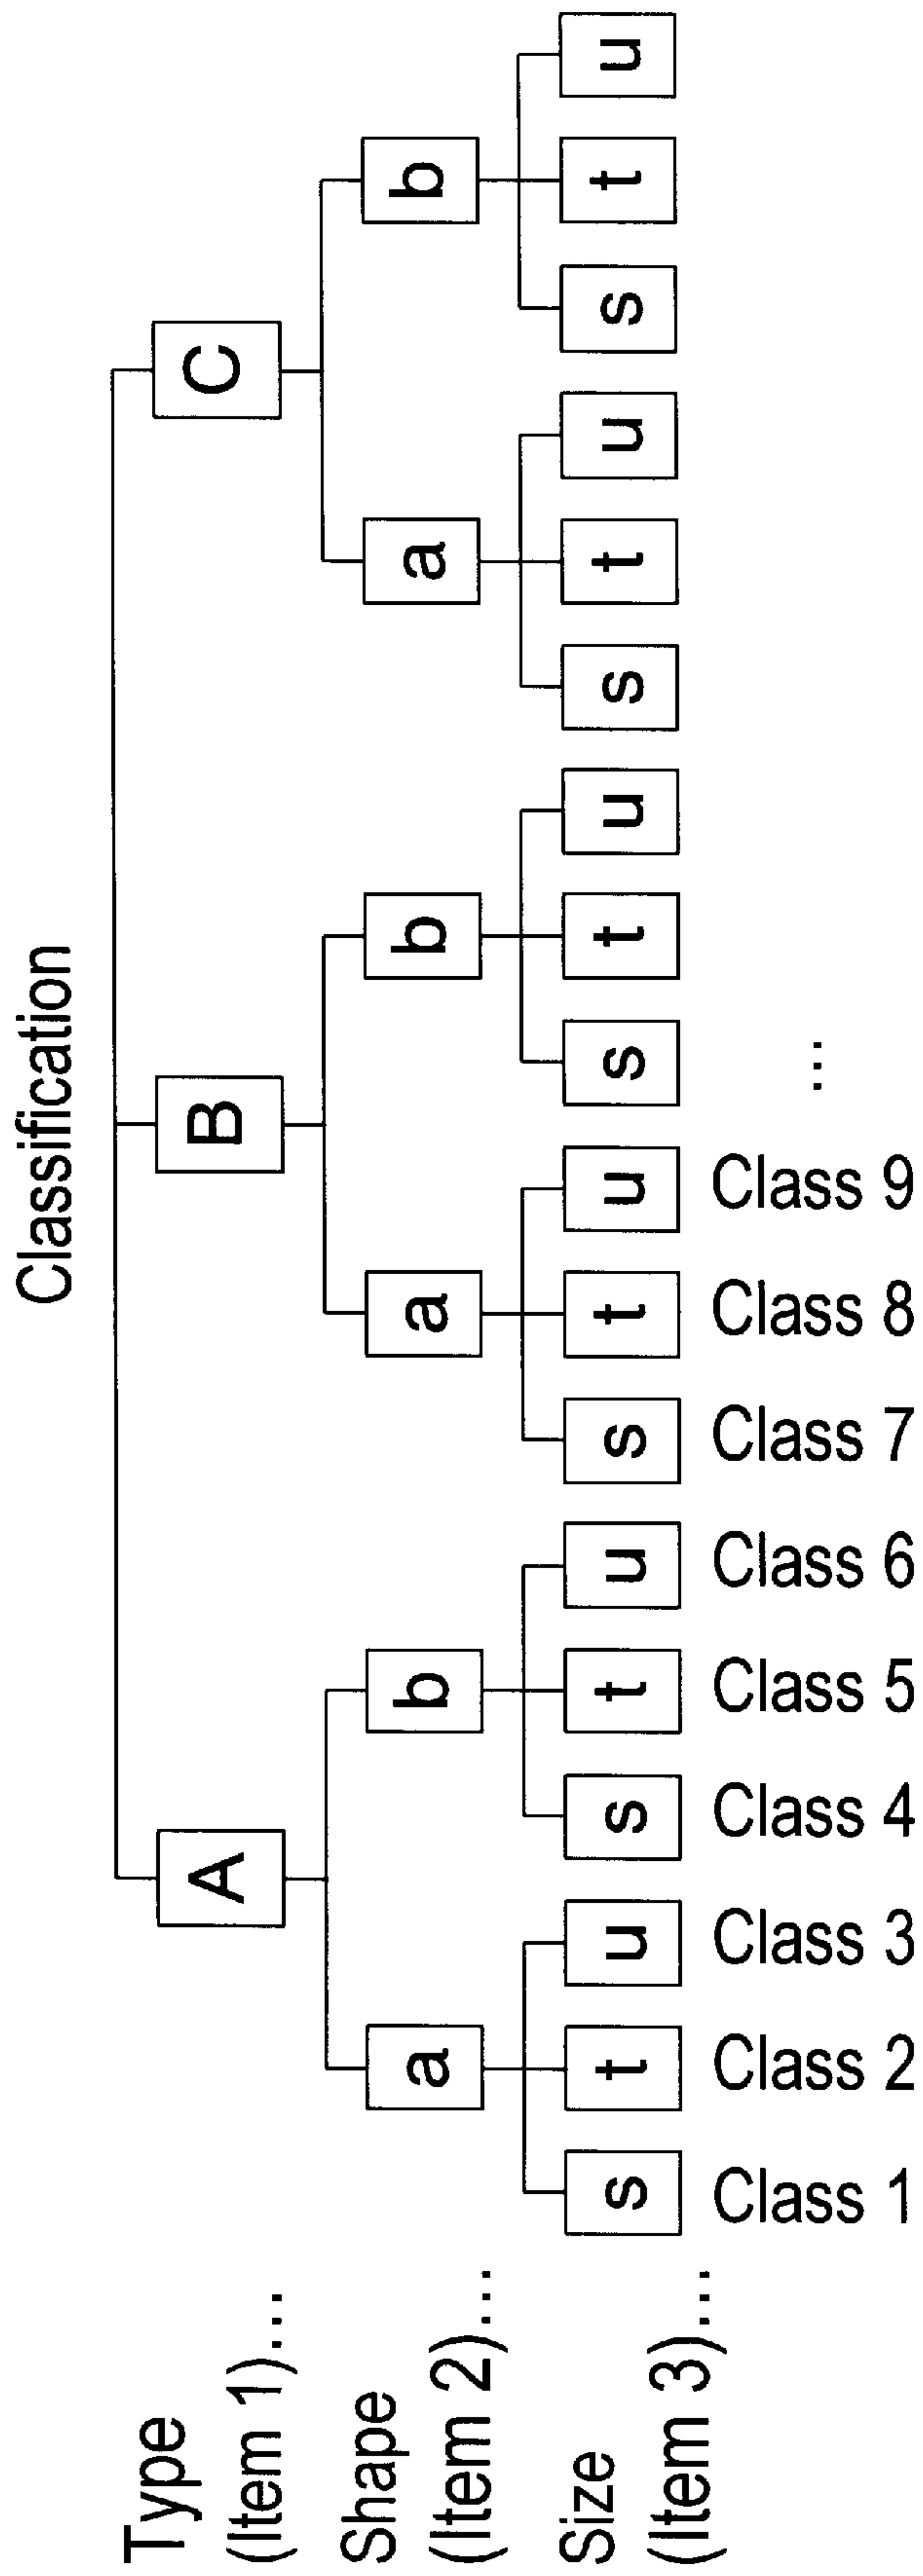 Classification
Type
(Item 1)...
A B C
Shape
(Item 2)...
a b a b a b
Size
(Item 3)...
s t u s t u s t u s t u s t u s t u
Class 1 Class 2 Class 3 Class 4 Class 5 Class 6 Class 7 Class 8 Class 9 ...